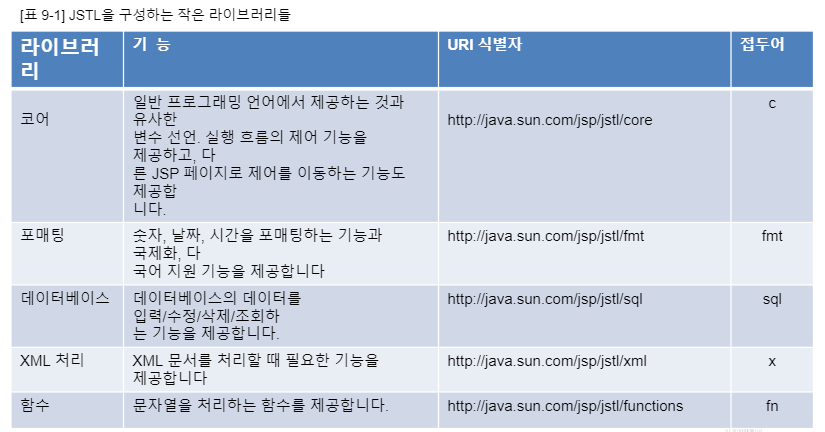 [표 9-1] JSTL을 구성하는 작은 라이브러리들
라이브러
리
기 능
URI 식별자
접두어
코어
일반 프로그래밍 언어에서 제공하는 것과
유사한
변수 선언. 실행 흐름의 제어 기능을
제공하고, 다
른 JSP 페이지로 제어를 이동하는 기능도
제공합
니다.
http://java.sun.com/jsp/jstl/core
c
포매팅
숫자, 날짜, 시간을 포매팅하는 기능과
국제화, 다
국어 지원 기능을 제공합니다
http://java.sun.com/jsp/jstl/fmt
fmt
데이터베이스
데이터베이스의 데이터를
입력/수정/삭제/조회하
는 기능을 제공합니다.
http://java.sun.com/jsp/jstl/sql
sql
XML 처리
XML 문서를 처리할 때 필요한 기능을
제공합니다
http://java.sun.com/jsp/jstl/xml
x
함수
문자열을 처리하는 함수를 제공합니다.
http://java.sun.com/jsp/jstl/functions
fn